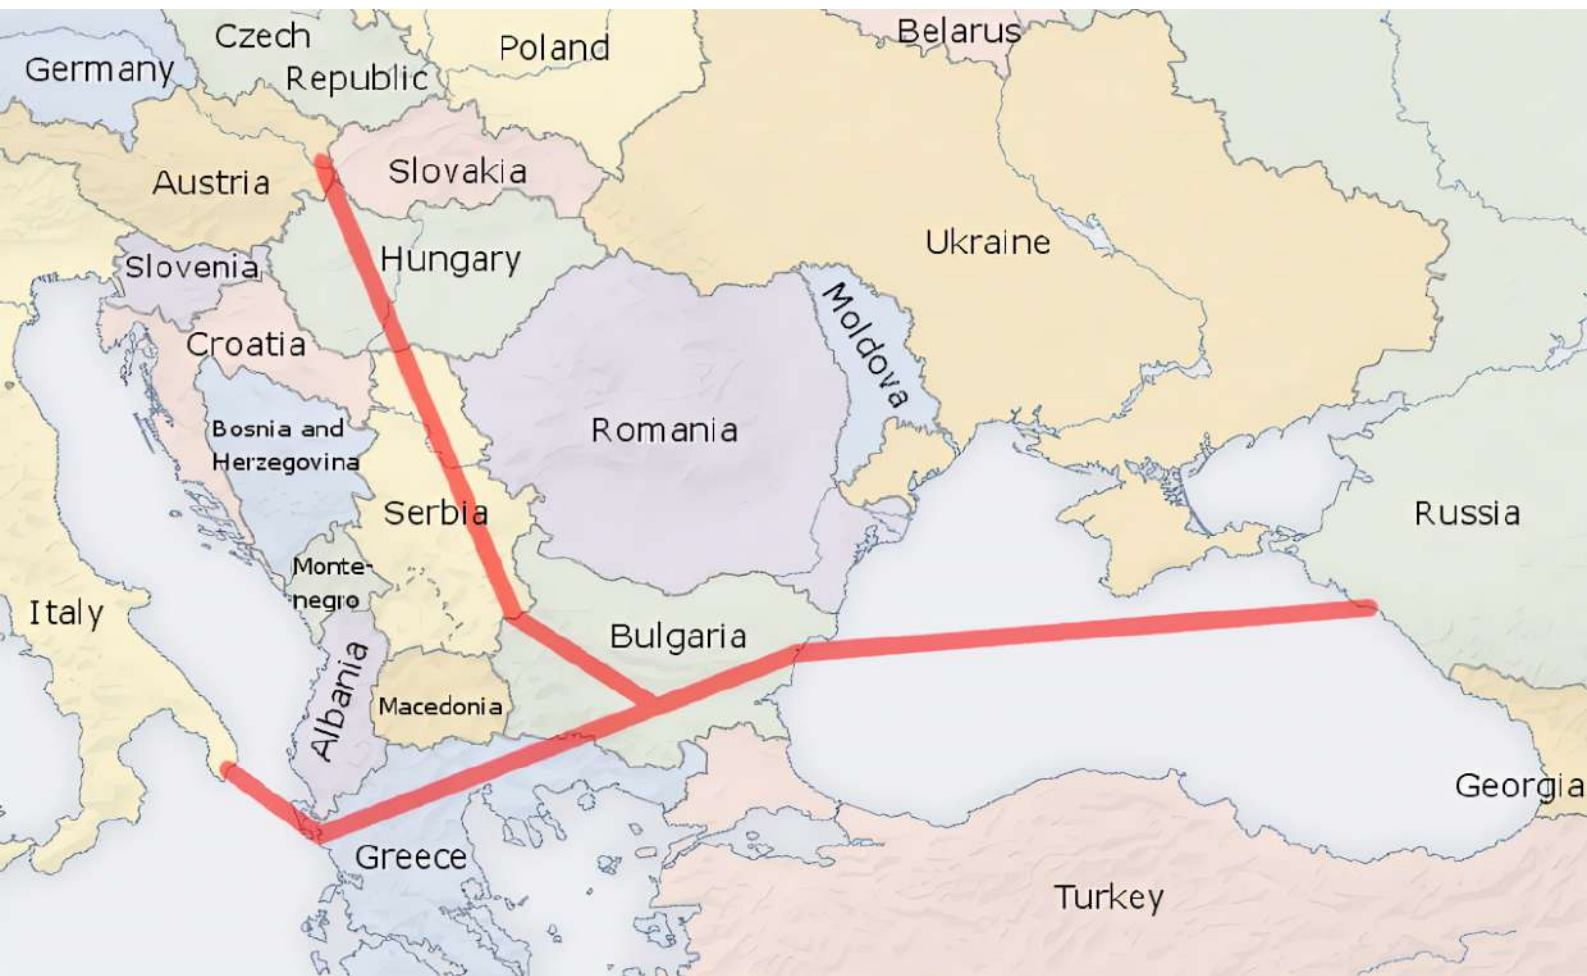 Czech
Republic
Poland
Belarus
Germany
Austria
Slovakia
Ukraine
Hungary
Slovenia
Moldova
Croatia
Bosnia and
Herzegovina
Romania
Serbia
Russia
Monte-
negro
Italy
Bulgaria
Albania
Macedonia
Georgia
Greece
Turkey